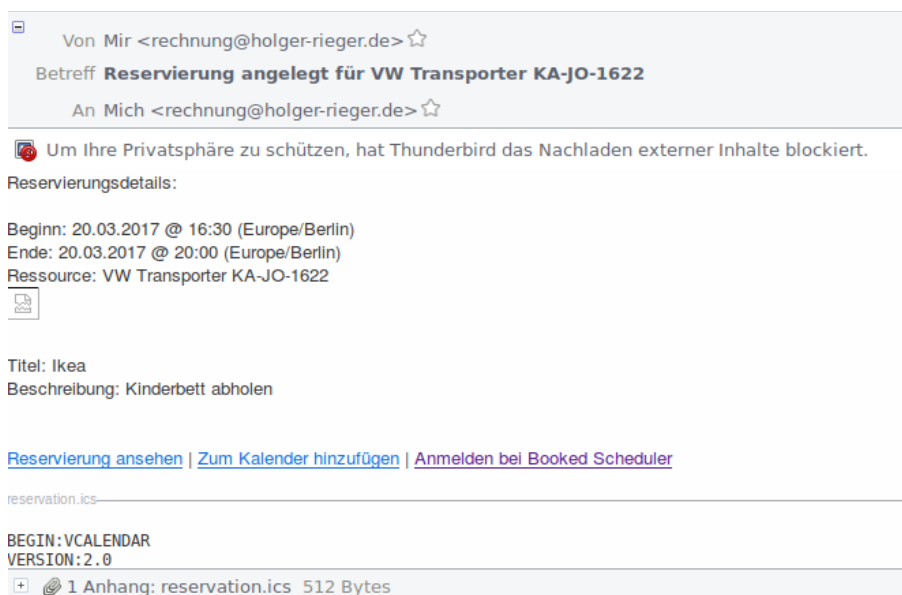 Von Mir <rechnung@holger-rieger.de>
Betreff Reservierung angelegt für VW Transporter KA-JO-1622
An Mich <rechnung@holger-rieger.de>
Um Ihre Privatsphäre zu schützen, hat Thunderbird das Nachladen externer Inhalte blockiert.
Reservierungsdetails:
Beginn: 20.03.2017 @ 16:30 (Europe/Berlin)
Ende: 20.03.2017 @ 20:00 (Europe/Berlin)
Ressource: VW Transporter KA-JO-1622
Titel: Ikea
Beschreibung: Kinderbett abholen
Reservierung ansehen | Zum Kalender hinzufügen | Anmelden bei Booked Scheduler
reservation.ics
BEGIN:VCALENDAR
VERSION:2.0
1 Anhang: reservation.ics 512 Bytes